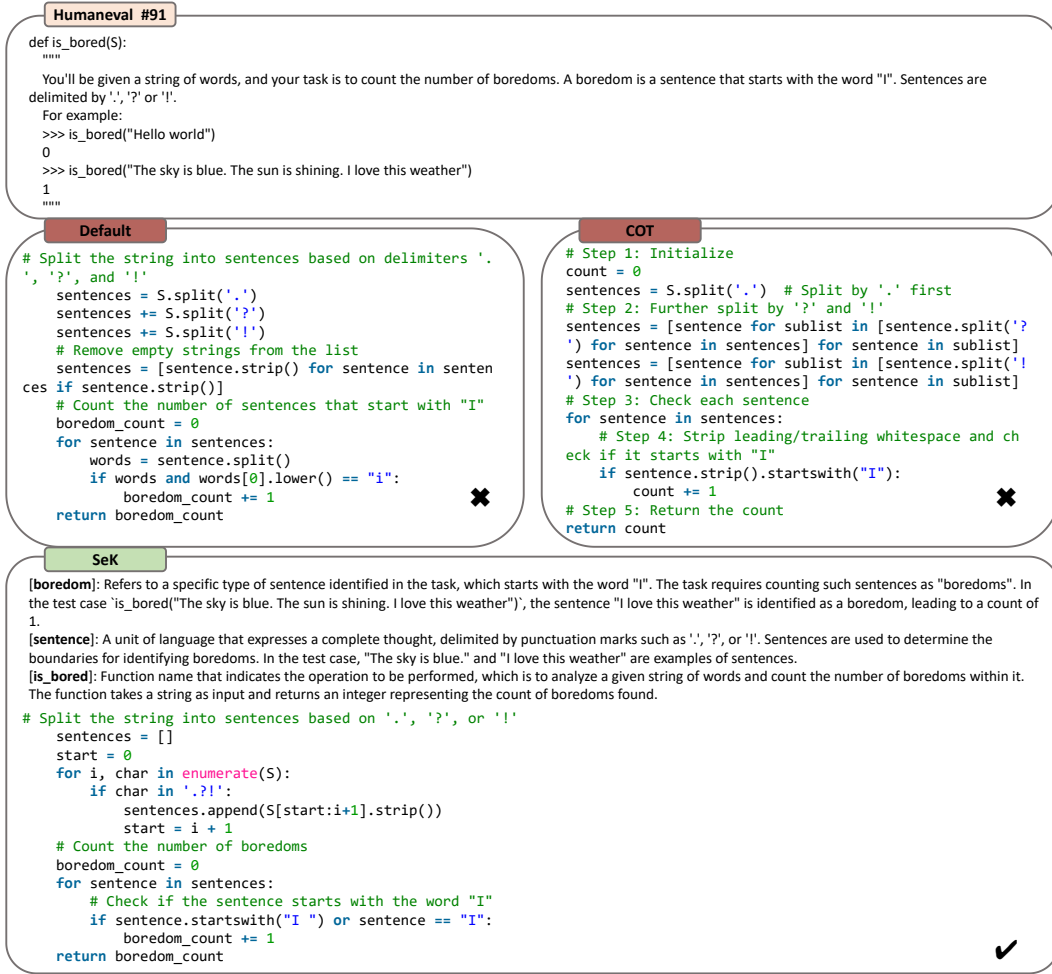 Humaneval #91
def is_bored(S):
"""
You'll be given a string of words, and your task is to count the number of boredoms. A boredom is a sentence that starts with the word "I". Sentences are
delimited by '.', '?' or '!'.
For example:
>>> is_bored("Hello world")
0
>>> is_bored("The sky is blue. The sun is shining. I love this weather")
1
"""
Default
# Split the string into sentences based on delimiters '.
', '?', and '!'
sentences = S.split('.')
sentences += S.split('?')
sentences += S.split('!')
# Remove empty strings from the list
sentences = [sentence.strip() for sentence in senten
ces if sentence.strip()]
# Count the number of sentences that start with "I"
boredom_count = 0
for sentence in sentences:
words = sentence.split()
if words and words[0].lower() == "i":
boredom_count += 1
return boredom_count
COT
# Step 1: Initialize
count = 0
sentences = S.split('.') # Split by '.' first
# Step 2: Further split by '?' and '!'
sentences = [sentence for sublist in [sentence.split('?
') for sentence in sentences] for sentence in sublist]
sentences = [sentence for sublist in [sentence.split('!
') for sentence in sentences] for sentence in sublist]
# Step 3: Check each sentence
for sentence in sentences:
# Step 4: Strip leading/trailing whitespace and ch
eck if it starts with "I"
if sentence.strip().startswith("I"):
count += 1
# Step 5: Return the count
return count
SeK
[boredom]: Refers to a specific type of sentence identified in the task, which starts with the word "I". The task requires counting such sentences as "boredoms". In
the test case `is_bored("The sky is blue. The sun is shining. I love this weather")`, the sentence "I love this weather" is identified as a boredom, leading to a count of
1.
[sentence]: A unit of language that expresses a complete thought, delimited by punctuation marks such as '.', '?', or '!'. Sentences are used to determine the
boundaries for identifying boredoms. In the test case, "The sky is blue." and "I love this weather" are examples of sentences.
[is_bored]: Function name that indicates the operation to be performed, which is to analyze a given string of words and count the number of boredoms within it.
The function takes a string as input and returns an integer representing the count of boredoms found.
# Split the string into sentences based on '.', '?', or '!'
sentences = []
start = 0
for i, char in enumerate(S):
if char in '.?!':
sentences.append(S[start:i+1].strip())
start = i + 1
# Count the number of boredoms
boredom_count = 0
for sentence in sentences:
# Check if the sentence starts with the word "I"
if sentence.startswith("I ") or sentence == "I":
boredom_count += 1
return boredom_count